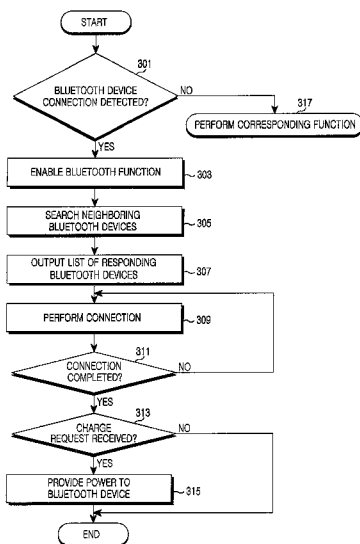 START
301
BLUETOOTH DEVICE
CONNECTION DETECTED?
NO
317
PERFORM CORRESPONDING FUNCTION
YES
ENABLE BLUETOOTH FUNCTION
303
SEARCH NEIGHBORING
BLUETOOTH DEVICES
305
OUTPUT LIST OF RESPONDING
BLUETOOTH DEVICES
307
PERFORM CONNECTION
309
311
CONNECTION
COMPLETED?
NO
YES
313
CHARGE
REQUEST RECEIVED?
NO
YES
PROVIDE POWER TO
BLUETOOTH DEVICE
315
END